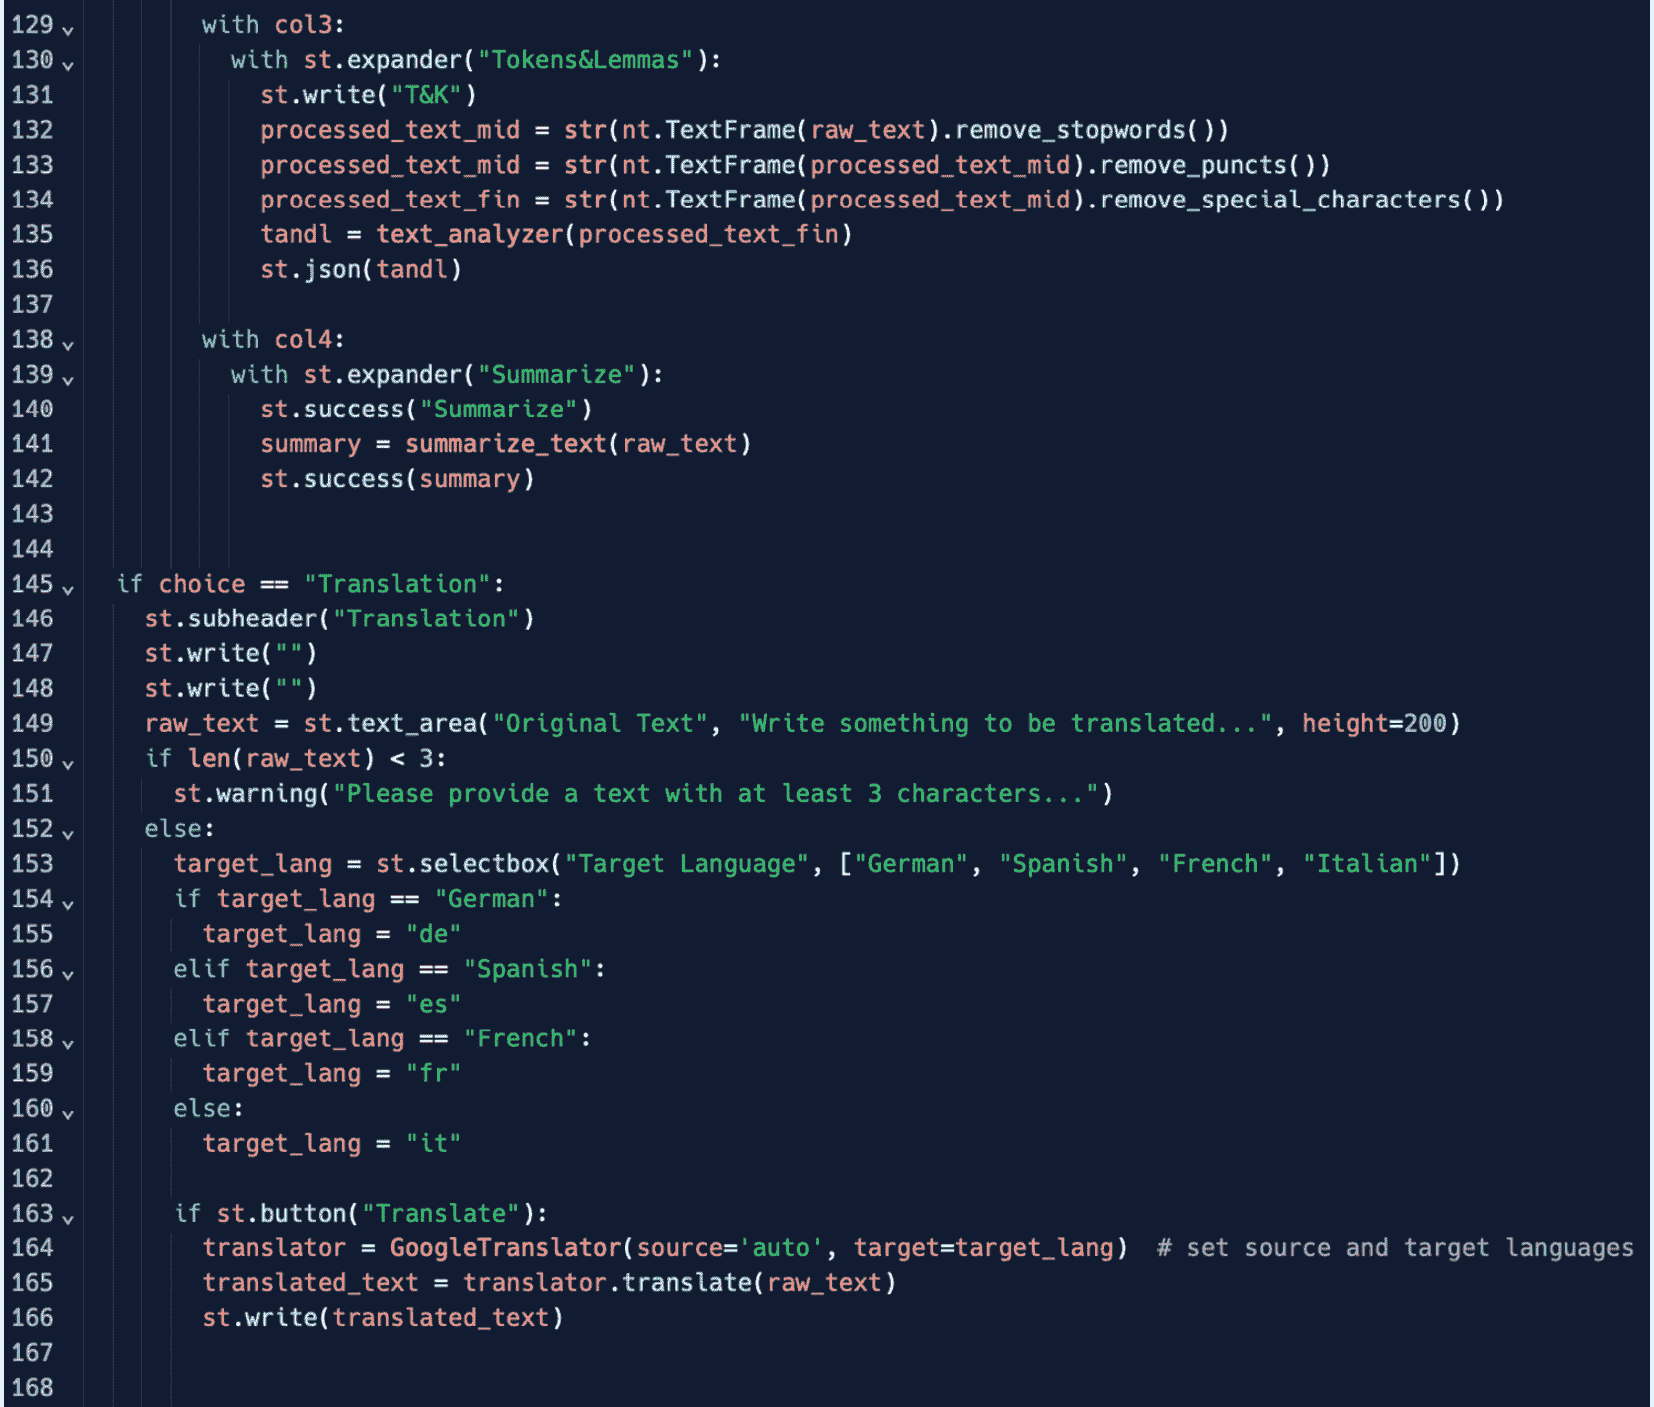 129 with col3:
130 with st.expander("Tokens&Lemmas"):
131 st.write("T&K")
132 processed_text_mid = str(nt.TextFrame(raw_text).remove_stopwords())
133 processed_text_mid = str(nt.TextFrame(processed_text_mid).remove_puncts())
134 processed_text_fin = str(nt.TextFrame(processed_text_mid).remove_special_characters())
135 tandl = text_analyzer(processed_text_fin)
136 st.json(tandl)
137
138 with col4:
139 with st.expander("Summarize"):
140 st.success("Summarize")
141 summary = summarize_text(raw_text)
142 st.success(summary)
143
144
145 if choice == "Translation":
146 st.subheader("Translation")
147 st.write("")
148 st.write("")
149 raw_text = st.text_area("Original Text", "Write something to be translated...", height=200)
150 if len(raw_text) < 3:
151 st.warning("Please provide a text with at least 3 characters...")
152 else:
153 target_lang = st.selectbox("Target Language", ["German", "Spanish", "French", "Italian"])
154 if target_lang == "German":
155 target_lang = "de"
156 elif target_lang == "Spanish":
157 target_lang = "es"
158 elif target_lang == "French":
159 target_lang = "fr"
160 else:
161 target_lang = "it"
162
163 if st.button("Translate"):
164 translator = GoogleTranslator(source='auto', target=target_lang)  # set source and target languages
165 translated_text = translator.translate(raw_text)
166 st.write(translated_text)
167
168